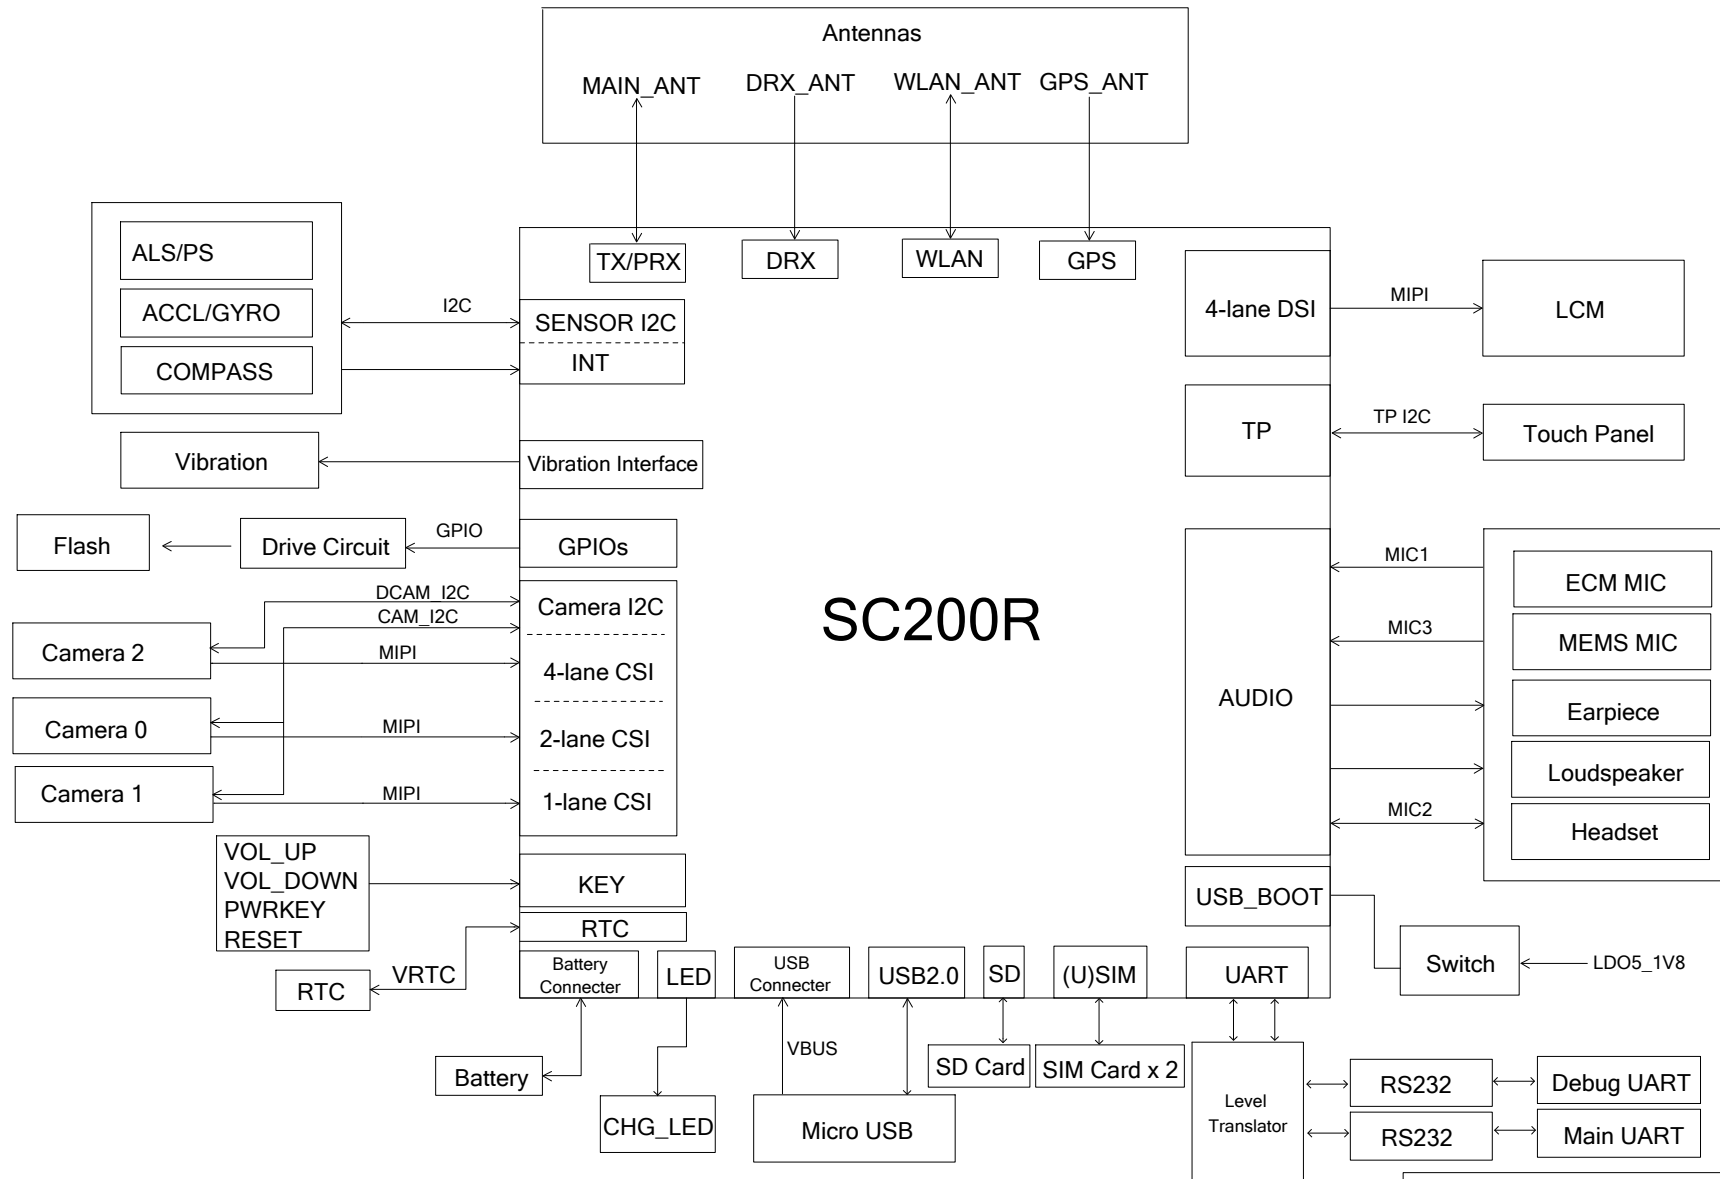 Antennas
MAIN_ANT
DRX_ANT
WLAN_ANT
GPS_ANT
TX/PRX
DRX
WLAN
GPS
ALS/PS
ACCL/GYRO
COMPASS
I2C
SENSOR I2C
INT
4-lane DSI
MIPI
LCM
TP
TP I2C
Touch Panel
Vibration
Vibration Interface
Flash
Drive Circuit
GPIO
GPIOs
SC200R
DCAM_I2C
CAM_I2C
Camera I2C
Camera 2
MIPI
4-lane CSI
Camera 0
MIPI
2-lane CSI
Camera 1
MIPI
1-lane CSI
AUDIO
MIC1
ECM MIC
MIC3
MEMS MIC
Earpiece
Loudspeaker
MIC2
Headset
VOL_UP
VOL_DOWN
PWRKEY
RESET
KEY
RTC
USB_BOOT
RTC
VRTC
Battery
Connecter
LED
USB
Connecter
USB2.0
SD
(U)SIM
UART
Switch
LDO5_1V8
Battery
CHG_LED
VBUS
Micro USB
SD Card
SIM Card x 2
Level
Translator
RS232
Debug UART
RS232
Main UART